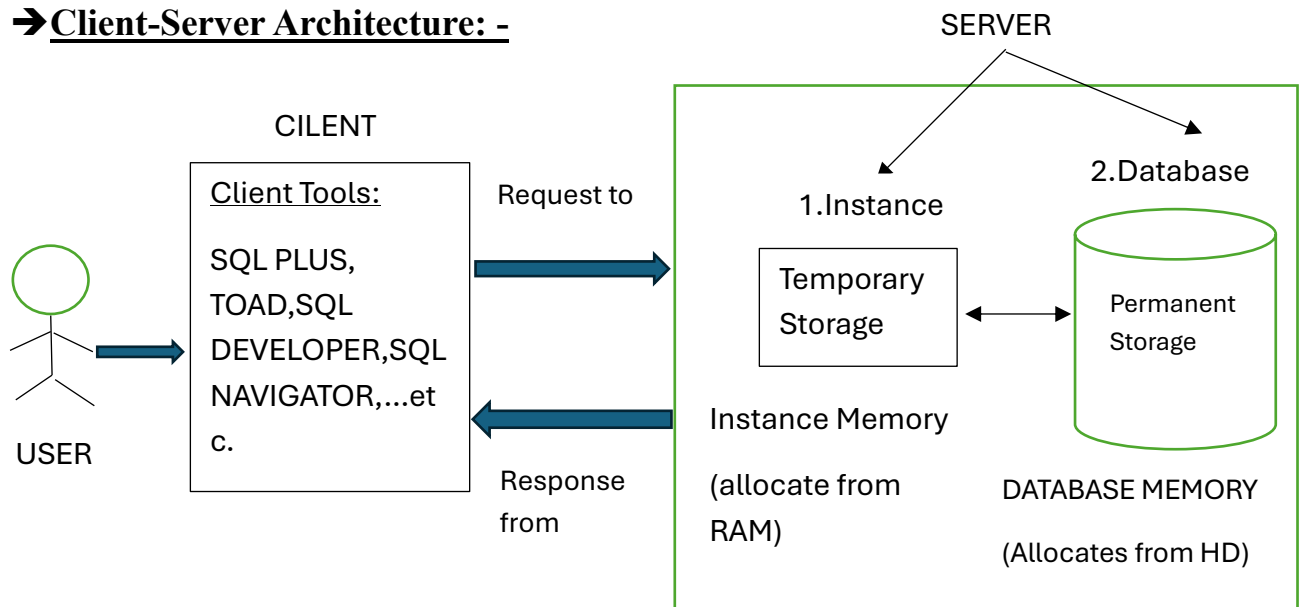 ➔Client-Server Architecture: -
SERVER
CILENT
Client Tools:
SQL PLUS,
TOAD,SQL
DEVELOPER,SQL
NAVIGATOR,...et
c.
USER
Request to
Response
from
1.Instance
Temporary
Storage
Instance Memory
(allocate from
RAM)
2.Database
Permanent
Storage
DATABASE MEMORY
(Allocates from HD)